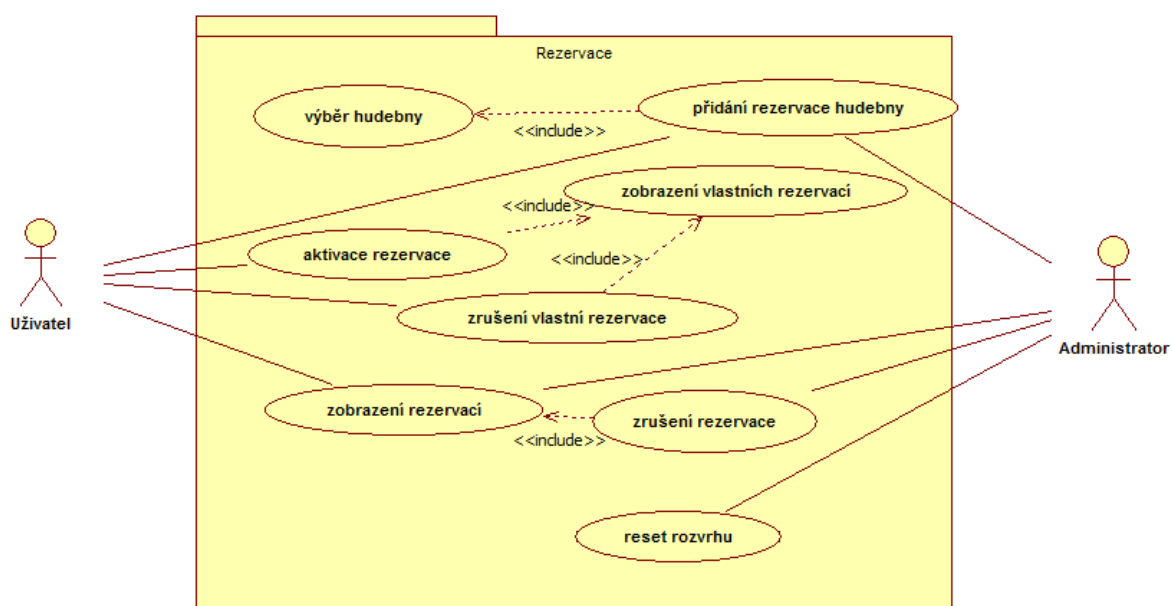 Rezervace
výběr hudebny
přidání rezervace hudebny
<<include>>
zobrazení vlastních rezervací
<<include>>
aktivace rezervace
<<include>>
zrušení vlastní rezervace
Uživatel
Administrator
zobrazení rezervací
zrušení rezervace
<<include>>
reset rozvrhu